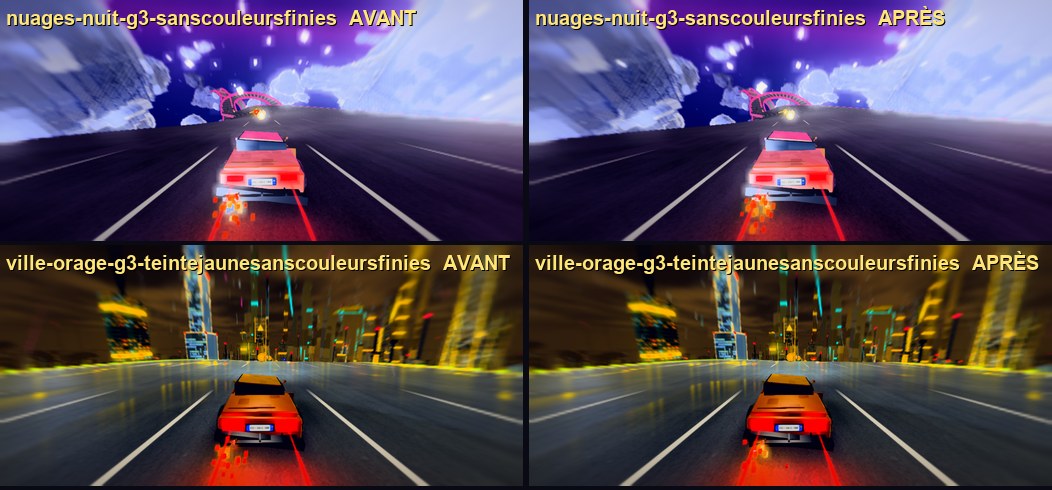 nuages-nuit-g3-sanscouleursfinies AVANT
nuages-nuit-g3-sanscouleursfinies APRÈS
ville-orage-g3-teintejaunesanscouleursfinies AVANT
ville-orage-g3-teintejaunesanscouleursfinies APRÈS